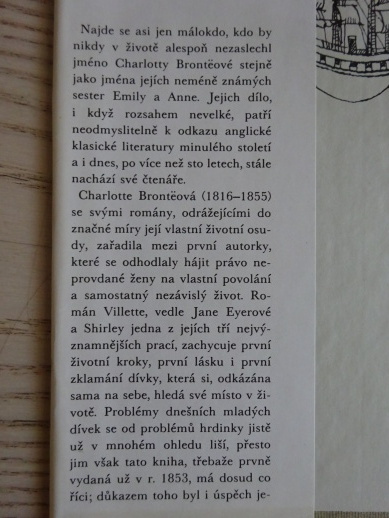 Najde se asi jen málokdo, kdo by
nikdy v životě alespoň nezaslechl
jméno Charlotty Brontëové stejně
jako jména jejích neméně známých
sester Emily a Anne. Jejich dílo,
i když rozsahem nevelké, patří
neodmyslitelně k odkazu anglické
klasické literatury minulého století
a i dnes, po více než sto letech, stále
nachází své čtenáře.
Charlotte Brontëová (1816–1855)
se svými romány, odrážejícími do
značné míry její vlastní životní osu-
dy, zařadila mezi první autorky,
které se odhodlaly hájit právo ne-
provdané ženy na vlastní povolání
a samostatný nezávislý život. Ro-
mán Villette, vedle Jane Eyerové
a Shirley jedna z jejích tří nejvý-
znamnějších prací, zachycuje první
životní kroky, první lásku i první
zklamání dívky, která si, odkázána
sama na sebe, hledá své místo v ži-
votě. Problémy dnešních mladých
dívek se od problémů hrdinky jistě
už v mnohém ohledu liší, přesto
jim však tato kniha, třebaže prvně
vydaná už v r. 1853, má dosud co
říci; důkazem toho byl i úspěch je-